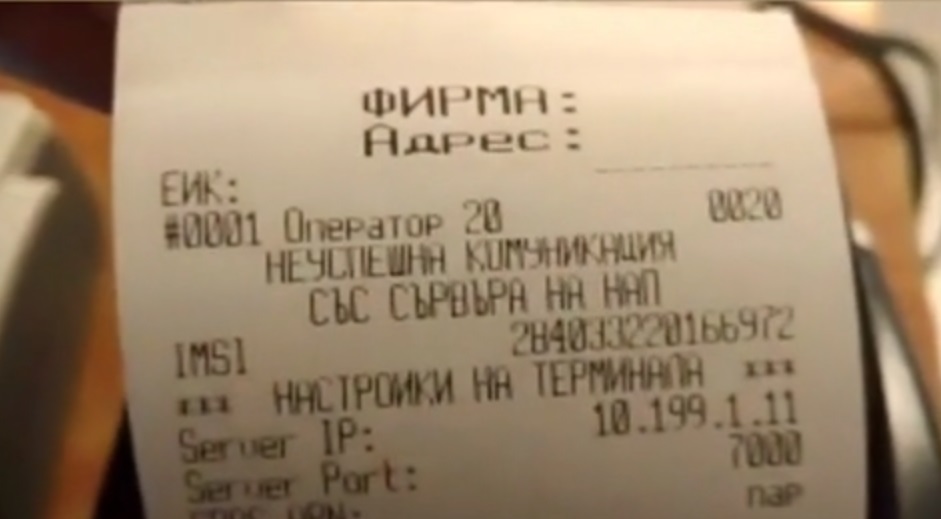 ФИРМА:
Адрес:
ЕИК:
#0001 Оператор 20 0020
НЕУСПЕШНА КОМУНИКАЦИЯ
СЪС СЪРВЪРА НА НАП
IMSI 284033220166972
*** НАСТРОЙКИ НА ТЕРМИНАЛА ***
Server IP: 10.199.1.11
Server Port: 7000
nap